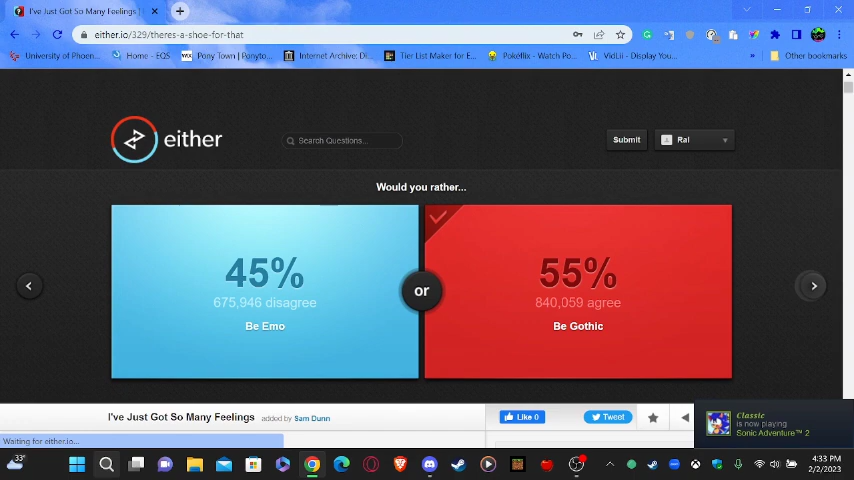 I've Just Got So Many Feelings |
either.io/329/theres-a-shoe-for-that
University of Phoen...
Home - EQS
WIX
Pony Town | Ponyto...
Internet Archive: Di...
Tier List Maker for E...
Pokéflix - Watch Po...
VidLii - Display You...
»
Other bookmarks
either
Search Questions...
Submit
Ral
Would you rather...
45%
675,946 disagree
Be Emo
or
55%
840,059 agree
Be Gothic
I've Just Got So Many Feelings added by Sam Dunn
Like 0
Tweet
Classic
is now playing
Sonic Adventure™ 2
Waiting for either.io...
33°
4:33 PM
2/2/2023